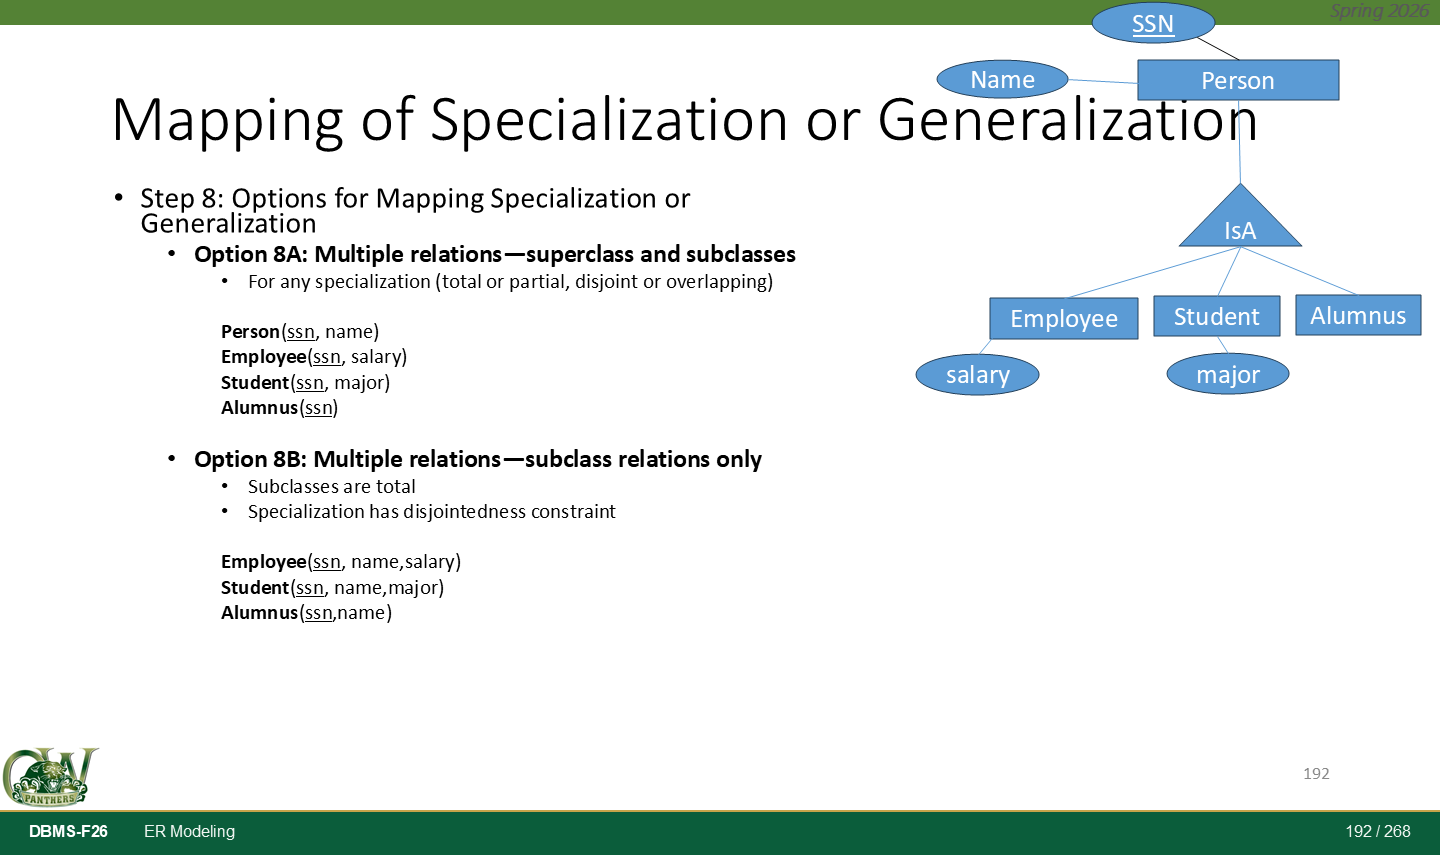 Spring 2026
SSN
Name
Person
Mapping of Specialization or Generalization
• Step 8: Options for Mapping Specialization or
Generalization
• Option 8A: Multiple relations—superclass and subclasses
• For any specialization (total or partial, disjoint or overlapping)
Person(ssn, name)
Employee(ssn, salary)
Student(ssn, major)
Alumnus(ssn)
• Option 8B: Multiple relations—subclass relations only
• Subclasses are total
• Specialization has disjointedness constraint
Employee(ssn, name,salary)
Student(ssn, name,major)
Alumnus(ssn,name)
IsA
Employee
Student
Alumnus
salary
major
OW
PANTHERS
192
DBMS-F26
ER Modeling
192 / 268